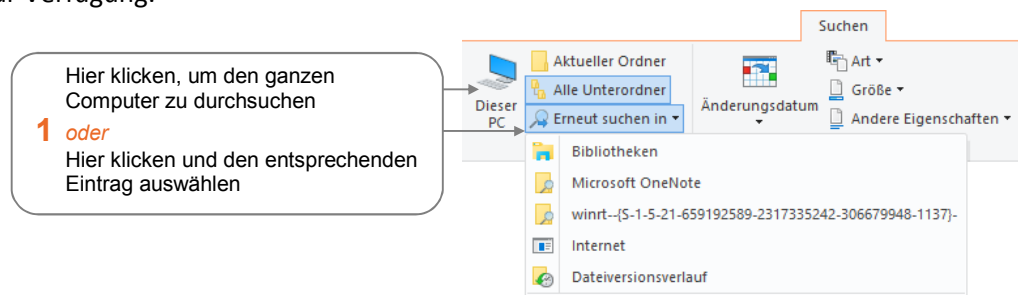 zur Verfügung.
Suchen
Hier klicken, um den ganzen
Computer zu durchsuchen
1 oder
Hier klicken und den entsprechenden
Eintrag auswählen
Dieser
PC
Aktueller Ordner
Alle Unterordner
Erneut suchen in
Änderungsdatum
Art
Größe
Andere Eigenschaften
Bibliotheken
Microsoft OneNote
winrt--{S-1-5-21-659192589-2317335242-306679948-1137}-
Internet
Dateiversionsverlauf